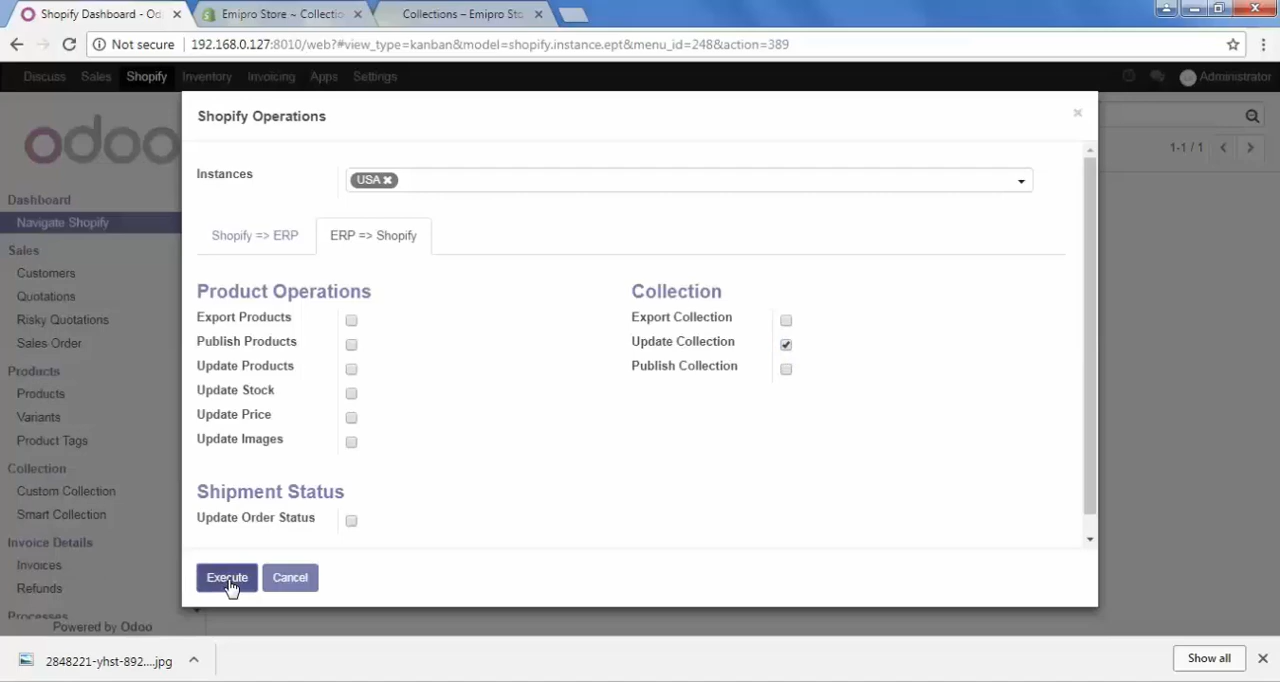 Shopify Dashboard - Od
Emipro Store ~ Collectio
Collections – Emipro Sto
Not secure
192.168.0.127:8010/web?#view_type=kanban&model=shopify.instance.ept&menu_id=248&action=389
Discuss Sales Shopify Inventory Invoicing Apps Settings
Administrator
odoo
1-1 / 1
Dashboard
Navigate Shopify
Sales
Customers
Quotations
Risky Quotations
Sales Order
Products
Products
Variants
Product Tags
Collection
Custom Collection
Smart Collection
Invoice Details
Invoices
Refunds
Processes
Powered by Odoo
Shopify Operations
Instances
USA
Shopify => ERP
ERP => Shopify
Product Operations
Export Products
Publish Products
Update Products
Update Stock
Update Price
Update Images
Collection
Export Collection
Update Collection
Publish Collection
Shipment Status
Update Order Status
Execute
Cancel
2848221-yhst-892....jpg
Show all